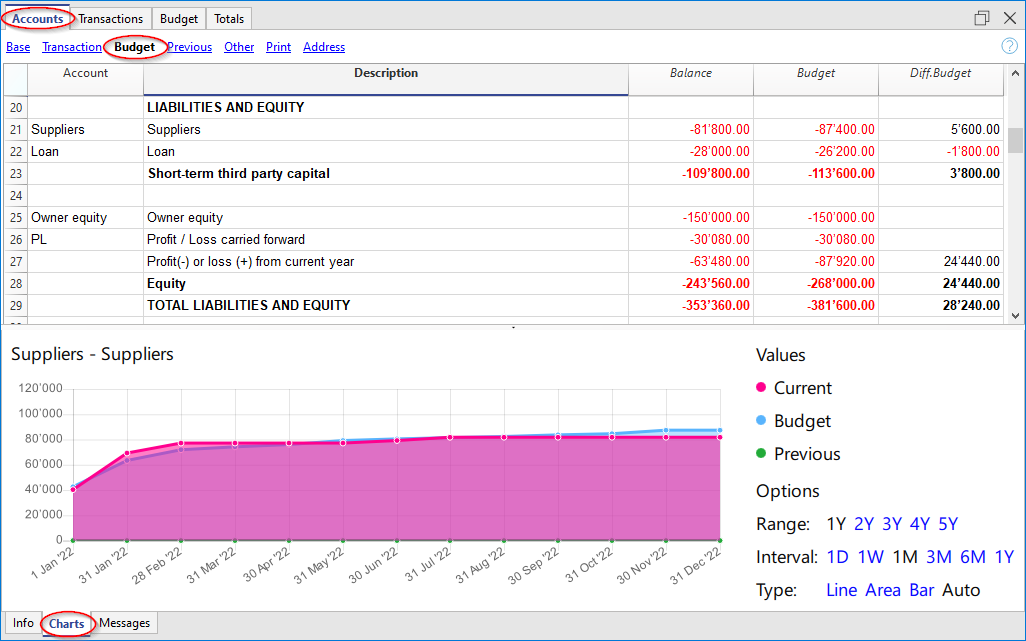 Accounts Transactions Budget Totals
Base Transaction Budget Previous Other Print Address ?
Account Description Balance Budget Diff.Budget
20 LIABILITIES AND EQUITY
21 Suppliers Suppliers -81'800.00 -87'400.00 5'600.00
22 Loan Loan -28'000.00 -26'200.00 -1'800.00
23 Short-term third party capital -109'800.00 -113'600.00 3'800.00
24
25 Owner equity Owner equity -150'000.00 -150'000.00
26 PL Profit / Loss carried forward -30'080.00 -30'080.00
27 Profit(-) or loss (+) from current year -63'480.00 -87'920.00 24'440.00
28 Equity -243'560.00 -268'000.00 24'440.00
29 TOTAL LIABILITIES AND EQUITY -353'360.00 -381'600.00 28'240.00
Suppliers - Suppliers
120'000
100'000
80'000
60'000
40'000
20'000
0
1 Jan '22 31 Jan '22 28 Feb '22 31 Mar '22 30 Apr '22 31 May '22 30 Jun '22 31 Jul '22 31 Aug '22 30 Sep '22 31 Oct '22 30 Nov '22 31 Dec '22
Values
Current
Budget
Previous
Options
Range: 1Y 2Y 3Y 4Y 5Y
Interval: 1D 1W 1M 3M 6M 1Y
Type: Line Area Bar Auto
Info Charts Messages